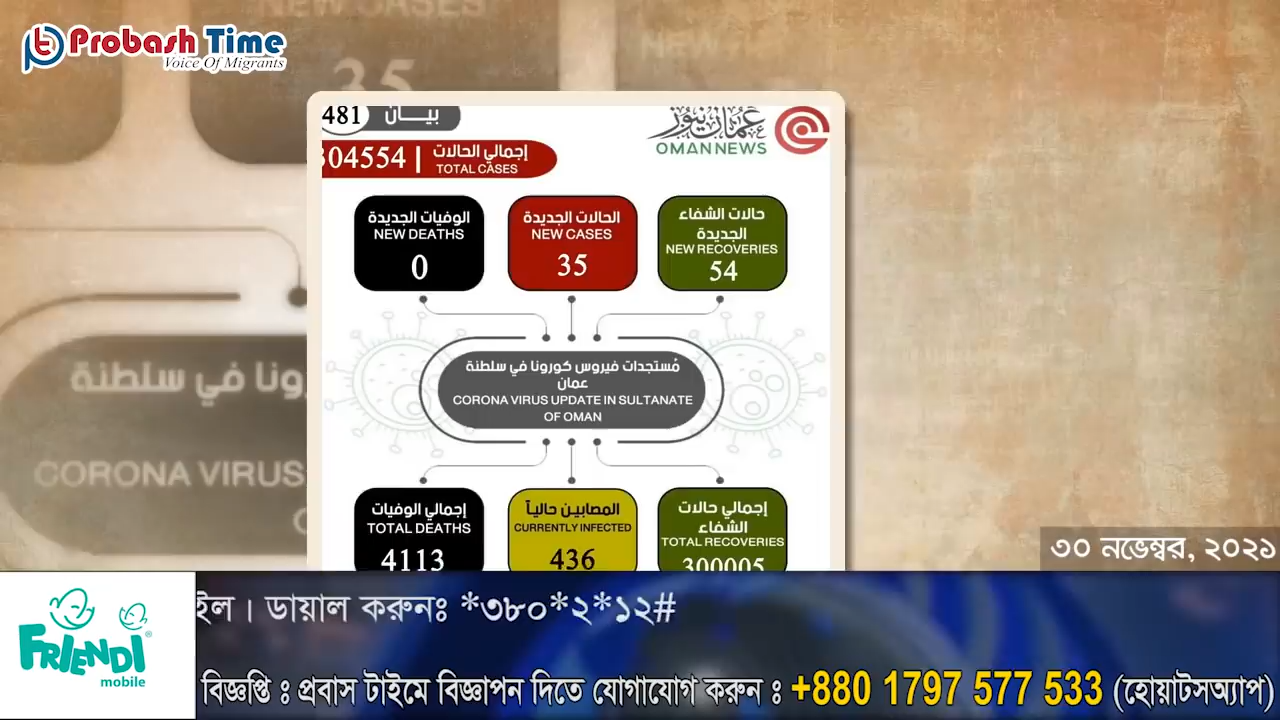 Probash Time
Voice Of Migrants
NEW CASES
35
481 بيـــان
عمان نيوز
OMAN NEWS
304554 | إجمالي الحالات
TOTAL CASES
الوفيات الجديدة
NEW DEATHS
0
الحالات الجديدة
NEW CASES
35
حالات الشفاء
الجديدة
NEW RECOVERIES
54
مُستجدات فيروس كورونا في سلطنة
عمان
CORONA VIRUS UPDATE IN SULTANATE
OF OMAN
رونا في سلطنة
CORONA VIRUS
إجمالي الوفيات
TOTAL DEATHS
4113
المصابين حالياً
CURRENTLY INFECTED
436
إجمالي حالات
الشفاء
TOTAL RECOVERIES
300005
৩০ নভেম্বর, ২০২১
FRiENDi
mobile
ইল। ডায়াল করুনঃ *৩৮০*২*১২#
বিজ্ঞপ্তি ঃ প্রবাস টাইমে বিজ্ঞাপন দিতে যোগাযোগ করুন ঃ +880 1797 577 533 (হোয়াটসঅ্যাপ)